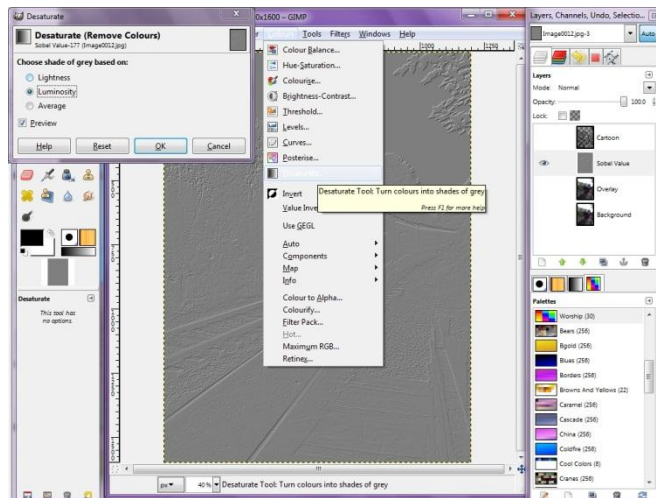 Desaturate
Desaturate (Remove Colours)
Sobel Value-177 (Image0012.jpg)
Choose shade of grey based on:
Lightness
Luminosity
Average
Preview
Help Reset OK Cancel
0x1600 – GIMP
Tools Filters Windows Help
1000 1250
Colour Balance...
Hue-Saturation...
Colourise...
Brightness-Contrast...
Threshold...
Levels...
Curves...
Posterise...
Desaturate...
Invert
Value Inve
Use GEGL
Auto
Components
Map
Info
Colour to Alpha...
Colourify...
Filter Pack...
Hot...
Maximum RGB...
Retinex...
Desaturate Tool: Turn colours into shades of grey
Press F1 for more help
Desaturate
This tool has
no options.
px 40% Desaturate Tool: Turn colours into shades of grey
Layers, Channels, Undo, Selectio...
Image0012.jpg-3 Auto
Layers
Mode: Normal
Opacity: 100.0
Lock:
Cartoon
Sobel Value
Overlay
Background
Palettes
Worship (30)
Bears (256)
Bgold (256)
Blues (256)
Borders (256)
Browns And Yellows (22)
Caramel (256)
Cascade (256)
China (256)
Coldfire (256)
Cool Colors (8)
Cranes (256)